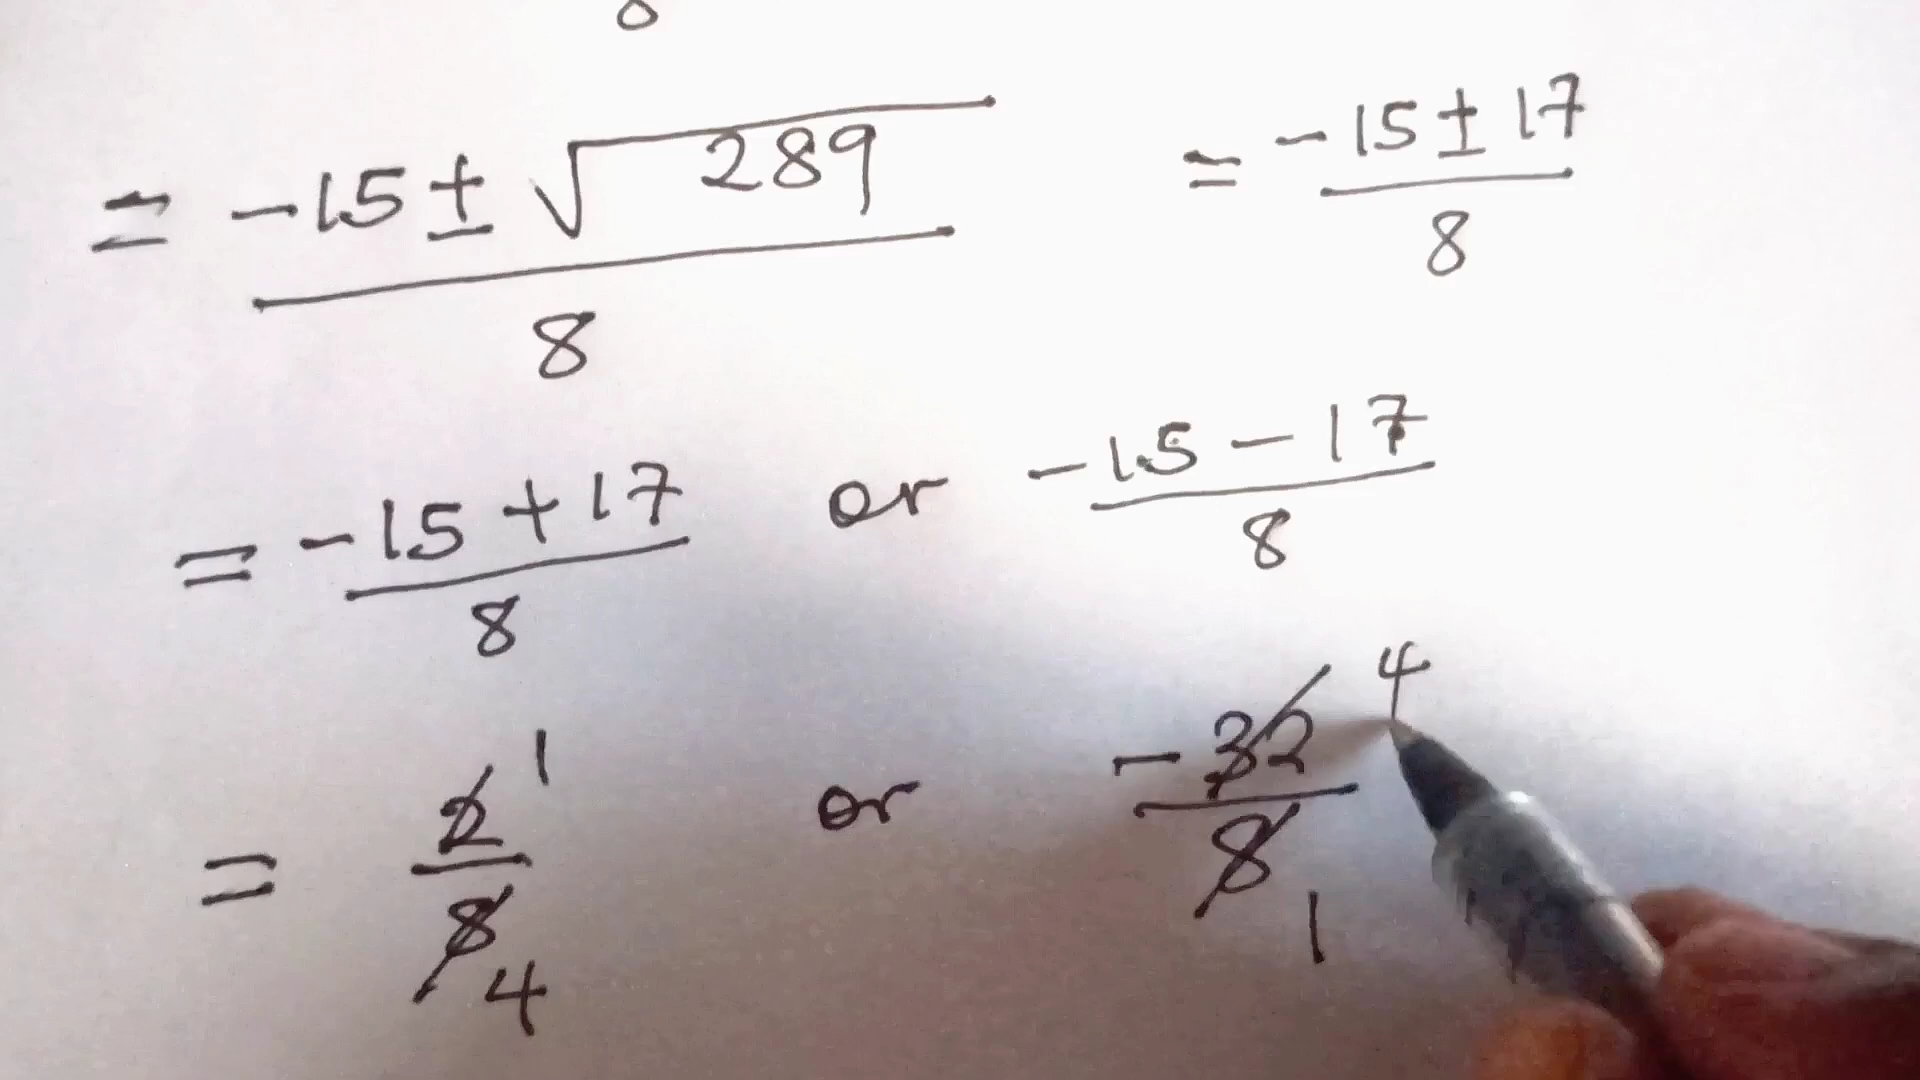 8
= -15 ± √289 / 8 = -15 ± 17 / 8
= -15 + 17 / 8 or -15 - 17 / 8
= 2 1 / 8 4 or -32 4 / 8 1